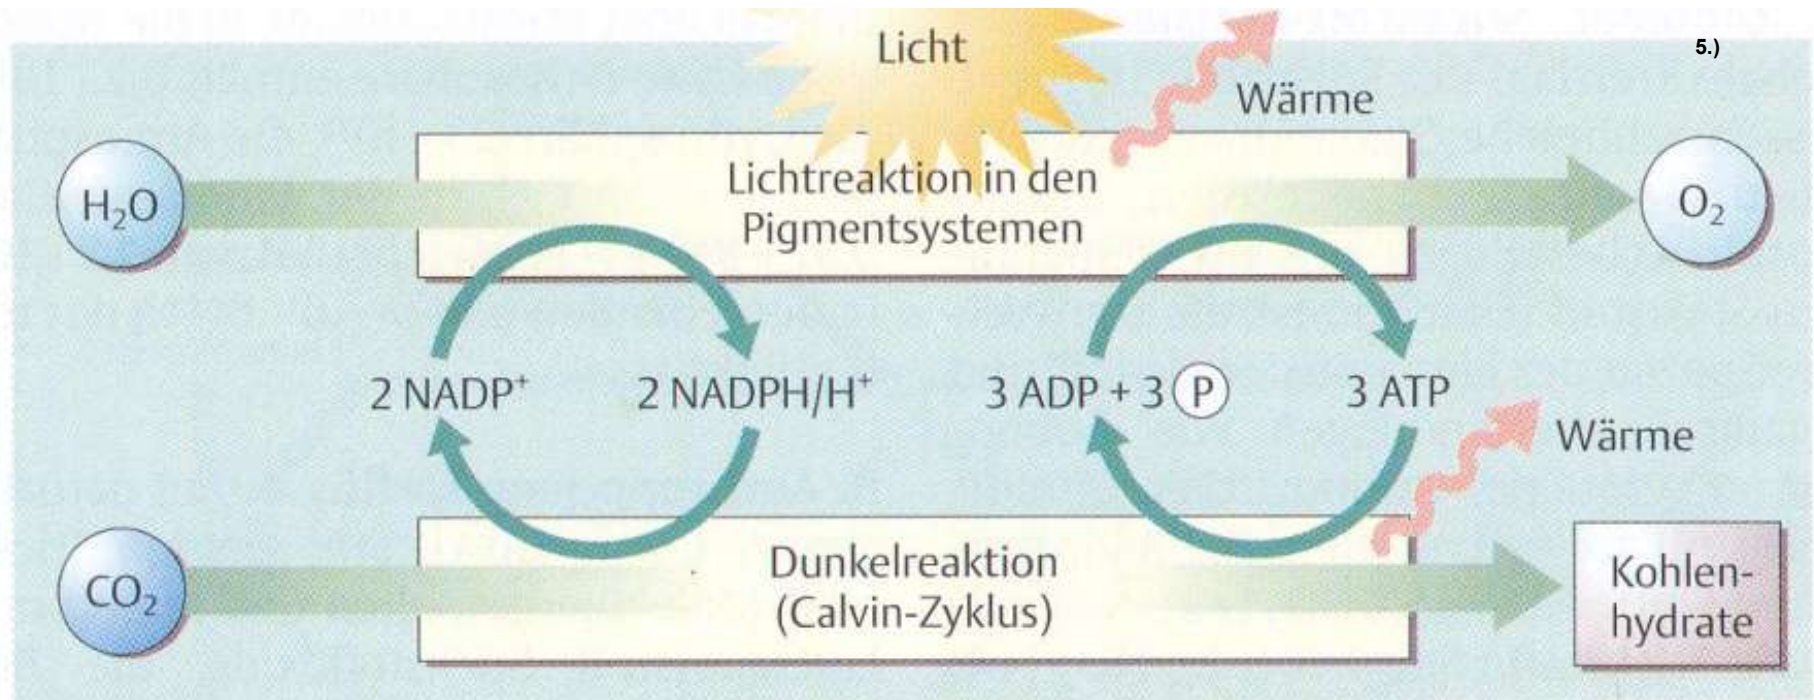 Licht
5.)
Wärme
H₂O
Lichtreaktion in den
Pigmentsystemen
O₂
2 NADP⁺
2 NADPH/H⁺
3 ADP + 3 P
3 ATP
Wärme
CO₂
Dunkelreaktion
(Calvin-Zyklus)
Kohlen-
hydrate